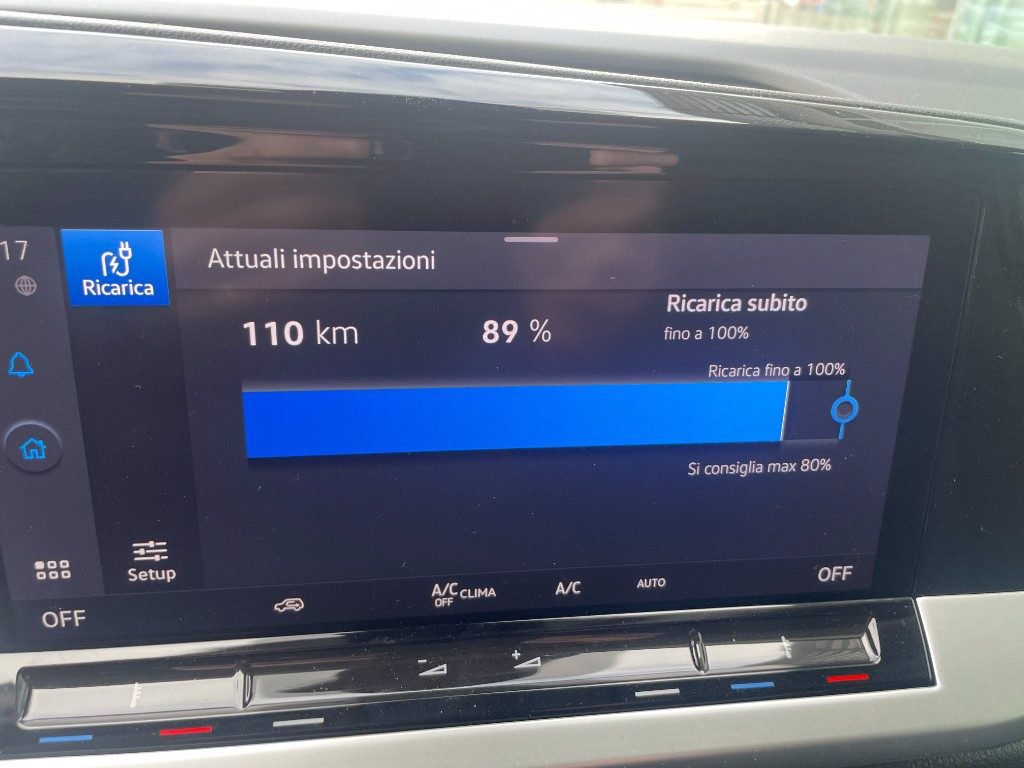 17
Ricarica
Attuali impostazioni
110 km
89 %
Ricarica subito
fino a 100%
Ricarica fino a 100%
Si consiglia max 80%
Setup
OFF
A/C OFF CLIMA
A/C
AUTO
OFF